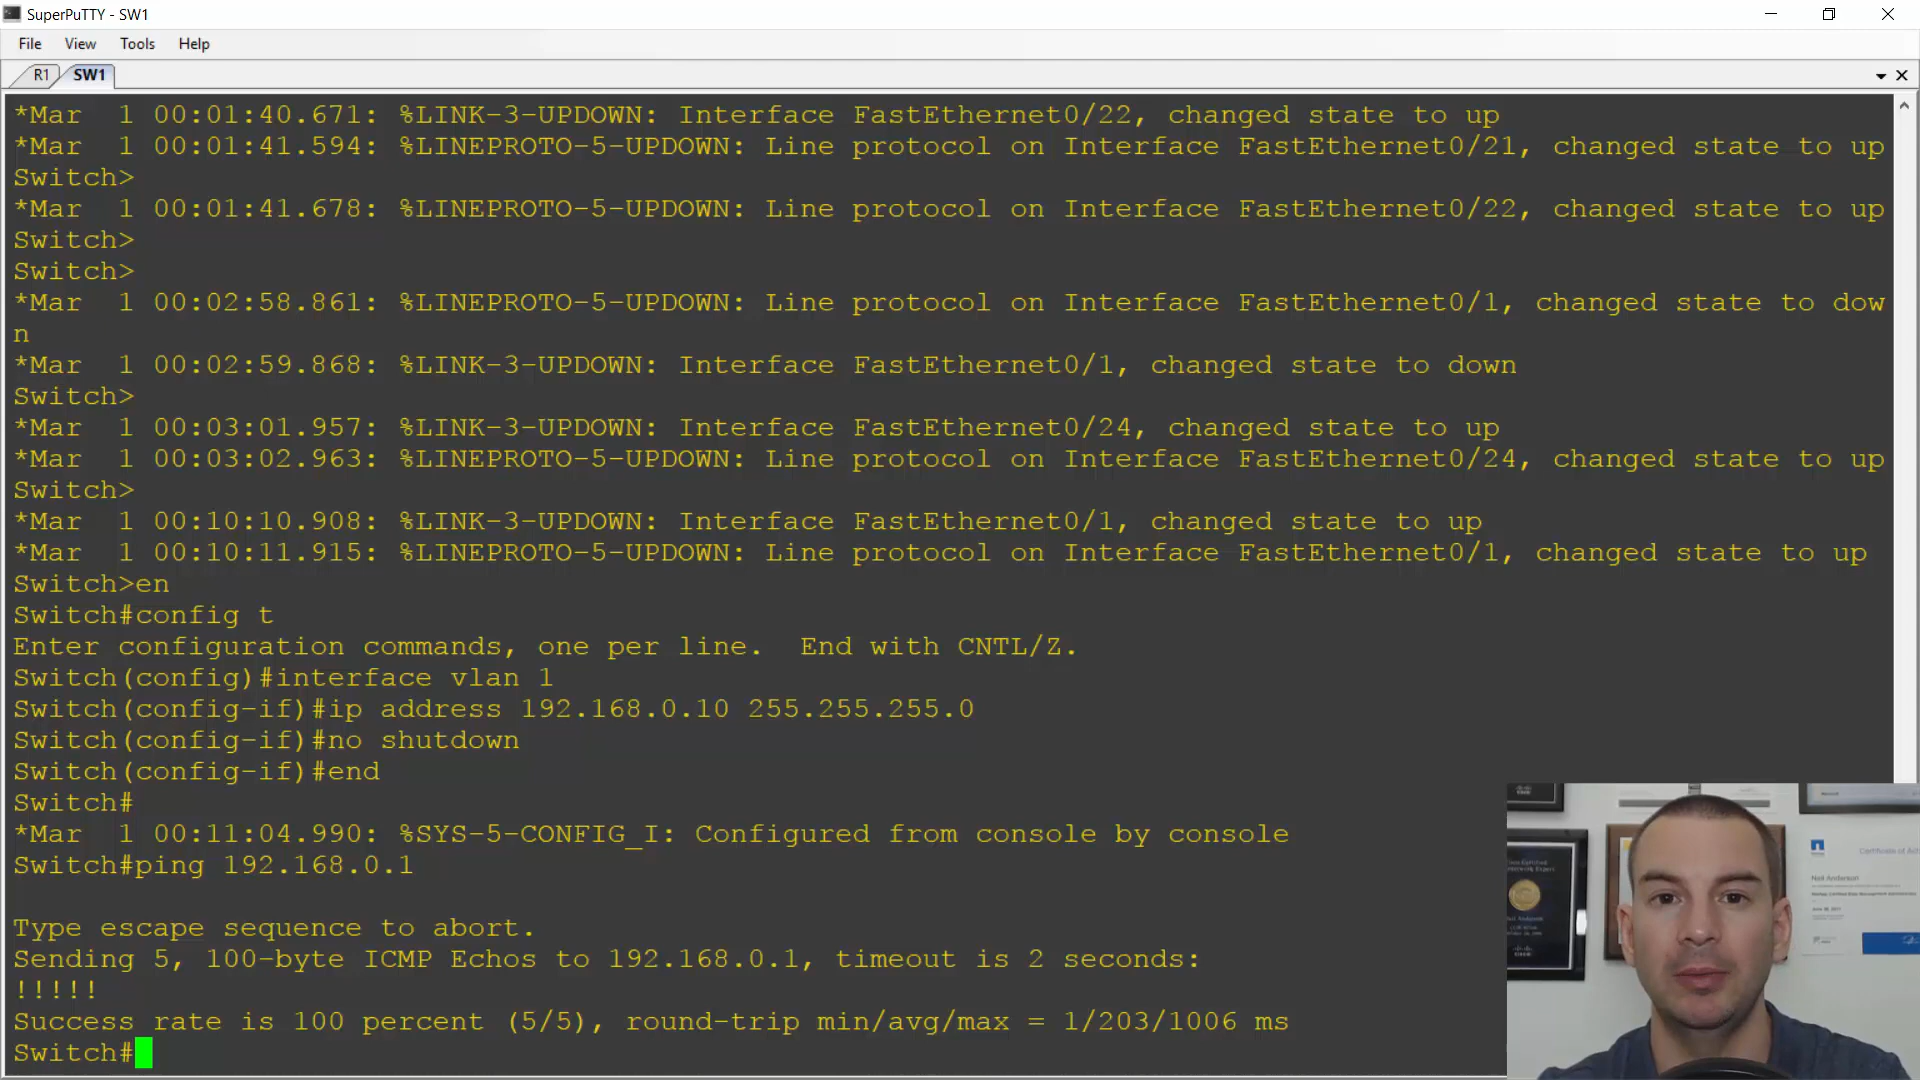 SuperPuTTY - SW1
File View Tools Help
R1 SW1
*Mar  1 00:01:40.671: %LINK-3-UPDOWN: Interface FastEthernet0/22, changed state to up
*Mar  1 00:01:41.594: %LINEPROTO-5-UPDOWN: Line protocol on Interface FastEthernet0/21, changed state to up
Switch>
*Mar  1 00:01:41.678: %LINEPROTO-5-UPDOWN: Line protocol on Interface FastEthernet0/22, changed state to up
Switch>
Switch>
*Mar  1 00:02:58.861: %LINEPROTO-5-UPDOWN: Line protocol on Interface FastEthernet0/1, changed state to dow
n
*Mar  1 00:02:59.868: %LINK-3-UPDOWN: Interface FastEthernet0/1, changed state to down
Switch>
*Mar  1 00:03:01.957: %LINK-3-UPDOWN: Interface FastEthernet0/24, changed state to up
*Mar  1 00:03:02.963: %LINEPROTO-5-UPDOWN: Line protocol on Interface FastEthernet0/24, changed state to up
Switch>
*Mar  1 00:10:10.908: %LINK-3-UPDOWN: Interface FastEthernet0/1, changed state to up
*Mar  1 00:10:11.915: %LINEPROTO-5-UPDOWN: Line protocol on Interface FastEthernet0/1, changed state to up
Switch>en
Switch#config t
Enter configuration commands, one per line.  End with CNTL/Z.
Switch(config)#interface vlan 1
Switch(config-if)#ip address 192.168.0.10 255.255.255.0
Switch(config-if)#no shutdown
Switch(config-if)#end
Switch#
*Mar  1 00:11:04.990: %SYS-5-CONFIG_I: Configured from console by console
Switch#ping 192.168.0.1
Type escape sequence to abort.
Sending 5, 100-byte ICMP Echos to 192.168.0.1, timeout is 2 seconds:
!!!!!
Success rate is 100 percent (5/5), round-trip min/avg/max = 1/203/1006 ms
Switch#
Neil Anderson